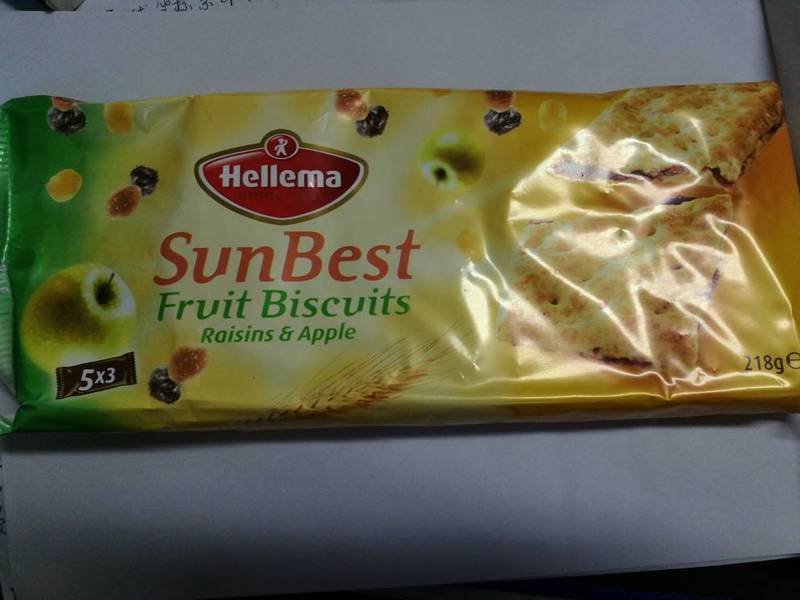 Hellema
SunBest
Fruit Biscuits
Raisins & Apple
5x3
218g℮